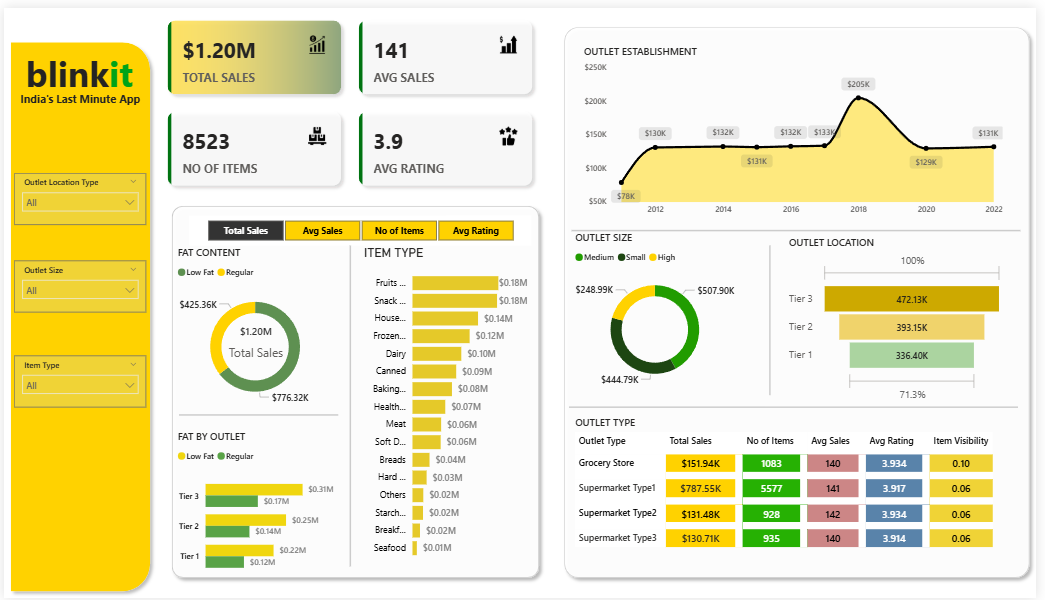 blinkit
India's Last Minute App
Outlet Location Type
All
Outlet Size
All
Item Type
All
$1.20M
TOTAL SALES
141
AVG SALES
8523
NO OF ITEMS
3.9
AVG RATING
Total Sales Avg Sales No of Items Avg Rating
FAT CONTENT
Low Fat Regular
$425.36K
$1.20M
Total Sales
$776.32K
FAT BY OUTLET
Low Fat Regular
Tier 3 $0.31M
$0.17M
Tier 2 $0.25M
$0.14M
Tier 1 $0.22M
$0.12M
ITEM TYPE
Fruits ... $0.18M
Snack ... $0.18M
House... $0.14M
Frozen... $0.12M
Dairy $0.10M
Canned $0.09M
Baking... $0.08M
Health... $0.07M
Meat $0.06M
Soft D... $0.06M
Breads $0.04M
Hard ... $0.03M
Others $0.02M
Starch... $0.02M
Breakf... $0.02M
Seafood $0.01M
OUTLET ESTABLISHMENT
$250K
$200K
$150K
$100K
$50K
$78K $130K $132K $131K $132K $133K $205K $129K $131K
2012 2014 2016 2018 2020 2022
OUTLET SIZE
Medium Small High
$248.99K
$507.90K
$444.79K
OUTLET LOCATION
100%
Tier 3 472.13K
Tier 2 393.15K
Tier 1 336.40K
71.3%
OUTLET TYPE
Outlet Type Total Sales No of Items Avg Sales Avg Rating Item Visibility
Grocery Store $151.94K 1083 140 3.934 0.10
Supermarket Type1 $787.55K 5577 141 3.917 0.06
Supermarket Type2 $131.48K 928 142 3.934 0.06
Supermarket Type3 $130.71K 935 140 3.914 0.06